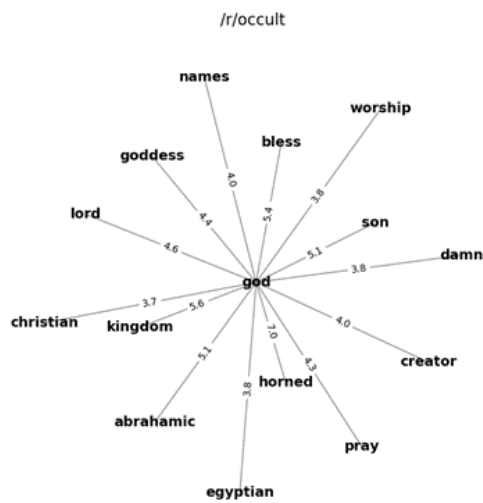 /r/occult
names
worship
bless
goddess
4.0
3.8
lord
5.4
4.4
son
4.6
5.1
damn
3.8
god
christian
3.7
kingdom
5.6
4.0
7.0
5.1
4.3
creator
horned
3.8
abrahamic
pray
egyptian